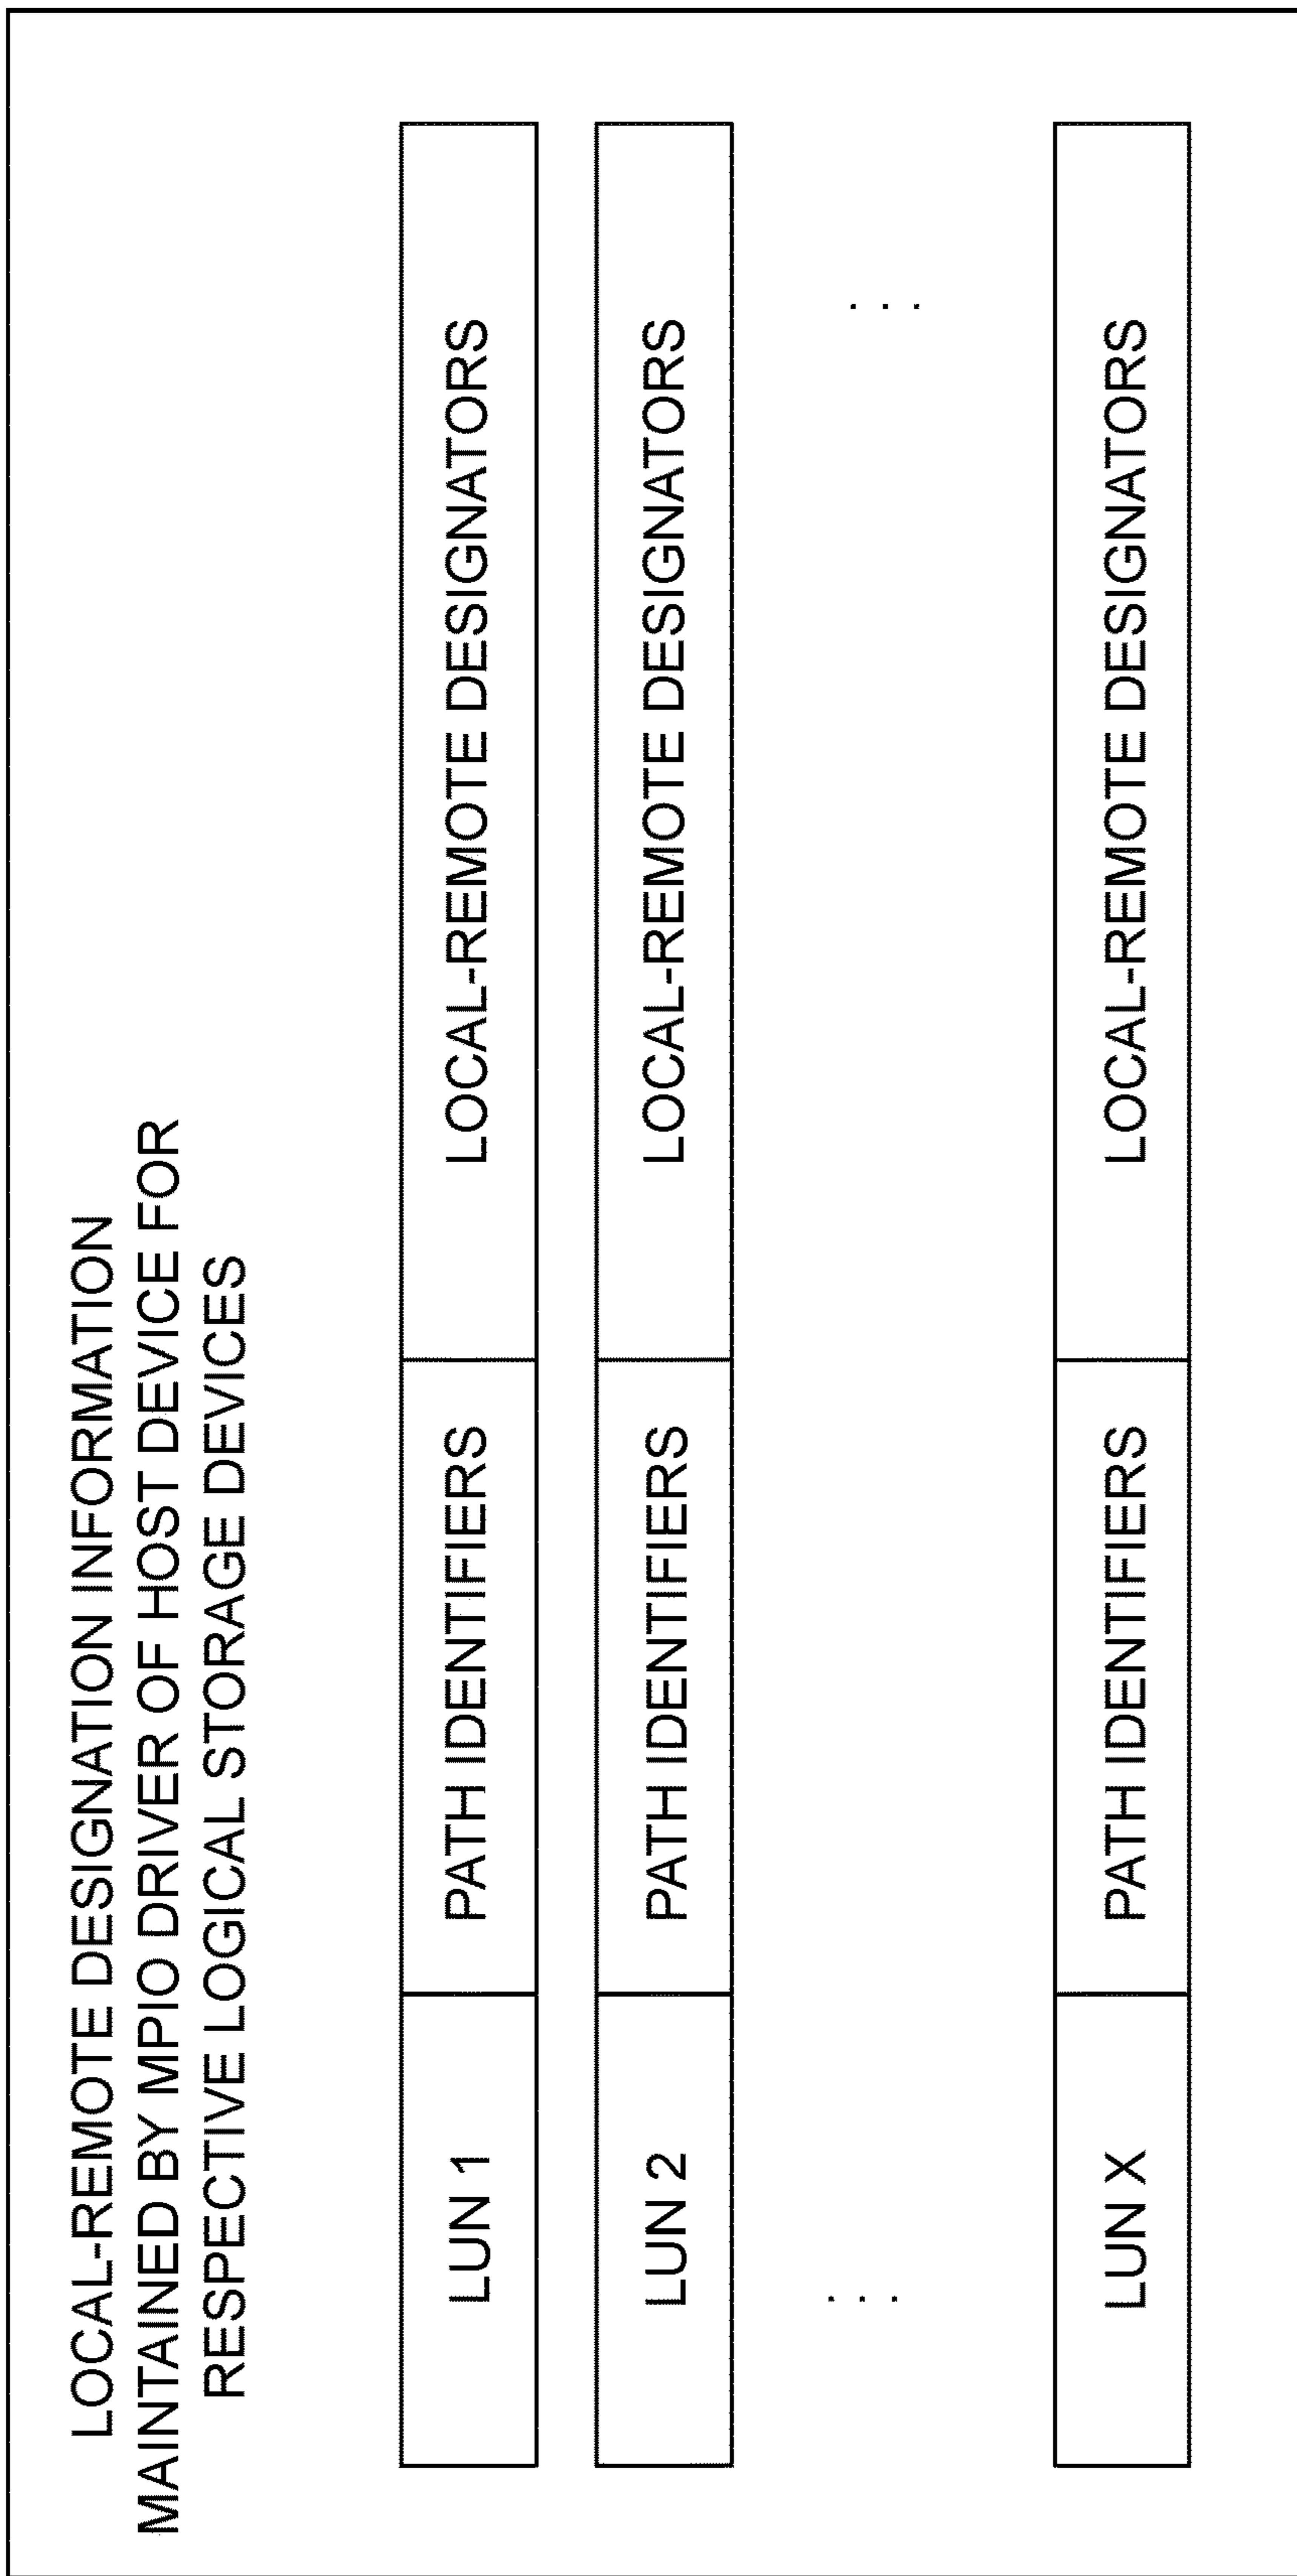 LOCAL-REMOTE DESIGNATION INFORMATION
MAINTAINED BY MPIO DRIVER OF HOST DEVICE FOR
RESPECTIVE LOGICAL STORAGE DEVICES
LUN 1 PATH IDENTIFIERS LOCAL-REMOTE DESIGNATORS
LUN 2 PATH IDENTIFIERS LOCAL-REMOTE DESIGNATORS
. . . . . .
LUN X PATH IDENTIFIERS LOCAL-REMOTE DESIGNATORS